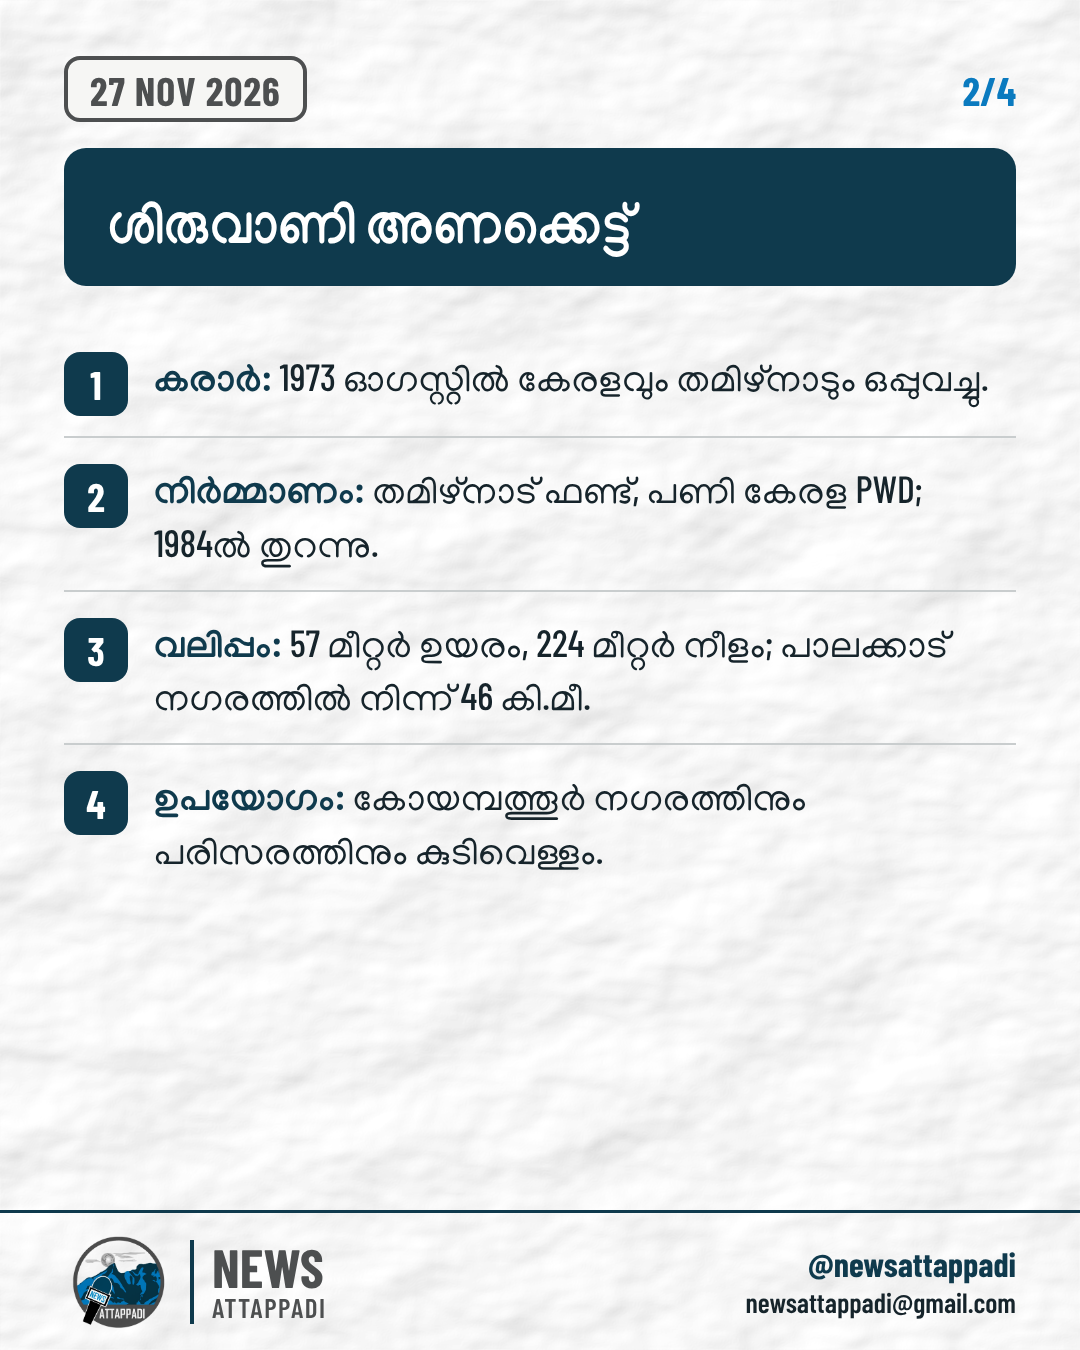 27 NOV 2026
2/4
ശിരുവാണി അണക്കെട്ട്
1
കരാർ: 1973 ഓഗസ്റ്റിൽ കേരളവും തമിഴ്‌നാടും ഒപ്പുവച്ചു.
2
നിർമ്മാണം: തമിഴ്‌നാട് ഫണ്ട്, പണി കേരള PWD;
1984ൽ തുറന്നു.
3
വലിപ്പം: 57 മീറ്റർ ഉയരം, 224 മീറ്റർ നീളം; പാലക്കാട്
നഗരത്തിൽ നിന്ന് 46 കി.മീ.
4
ഉപയോഗം: കോയമ്പത്തൂർ നഗരത്തിനും
പരിസരത്തിനും കുടിവെള്ളം.
NEWS
ATTAPPADI
NEWS
ATTAPPADI
@newsattappadi
newsattappadi@gmail.com